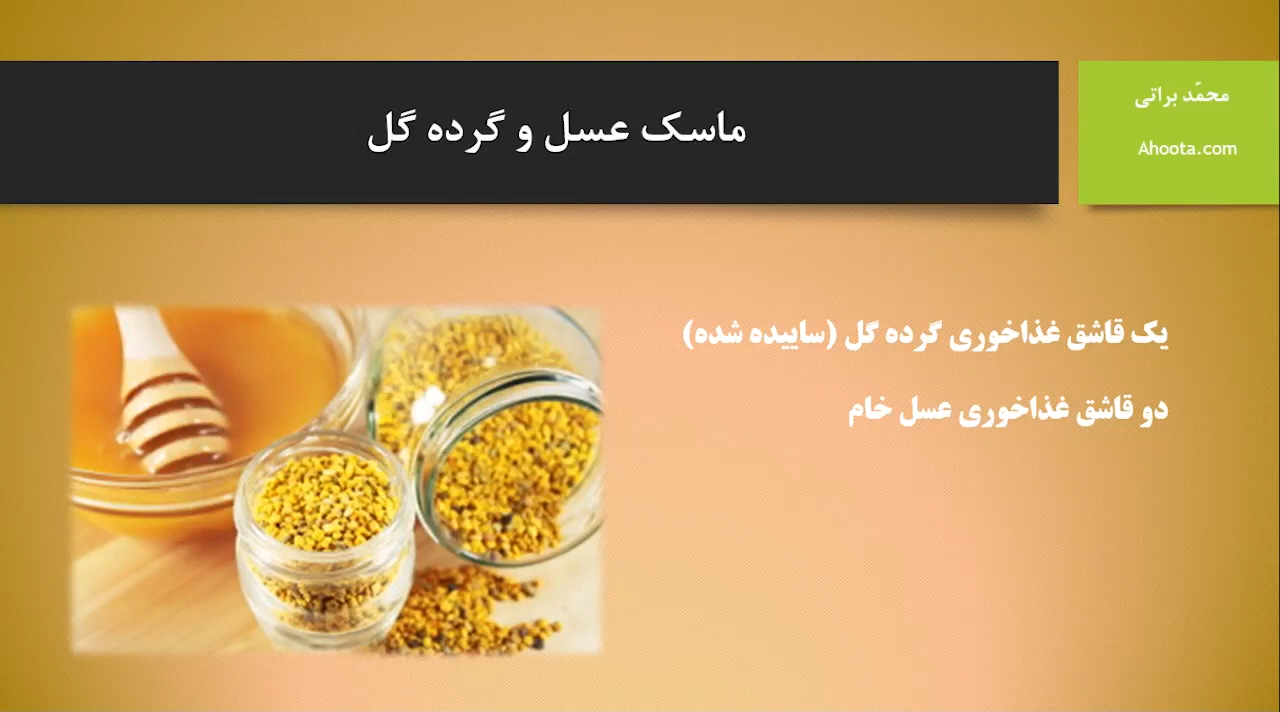 محمّد براتی
Ahoota.com
ماسک عسل و گرده گل
یک قاشق غذاخوری گرده گل (ساییده شده)
دو قاشق غذاخوری عسل خام